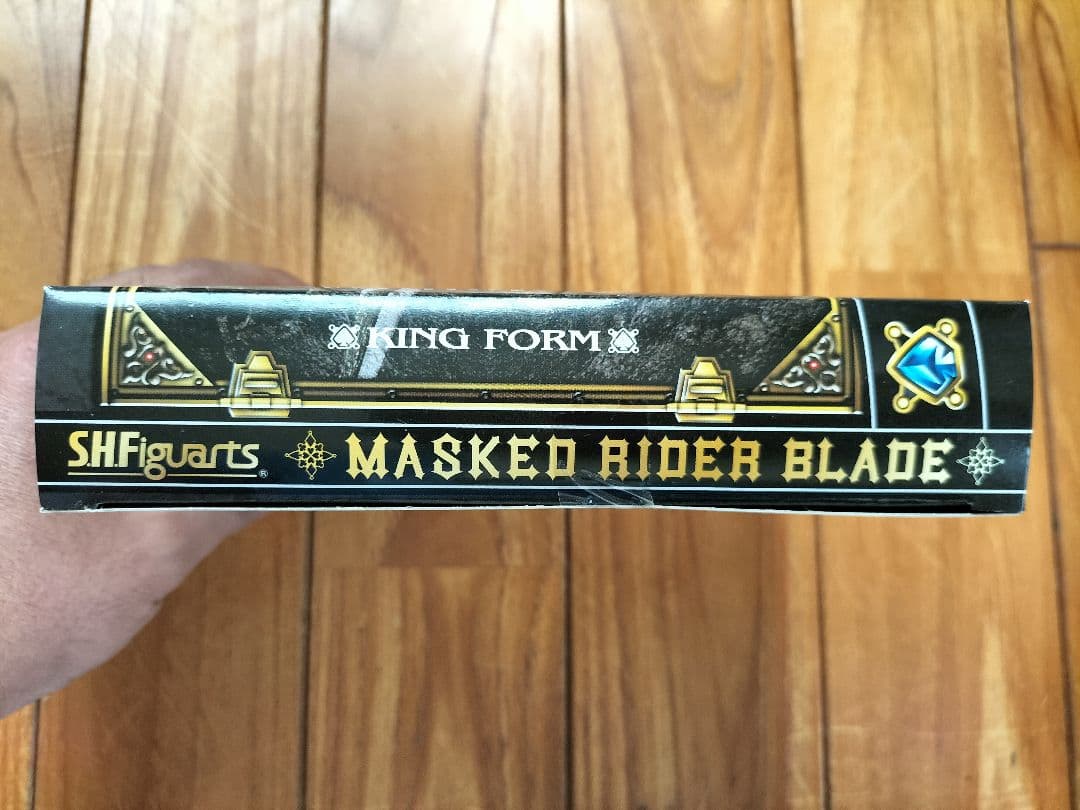 KING FORM
S.H.Figuarts® MASKED RIDER BLADE